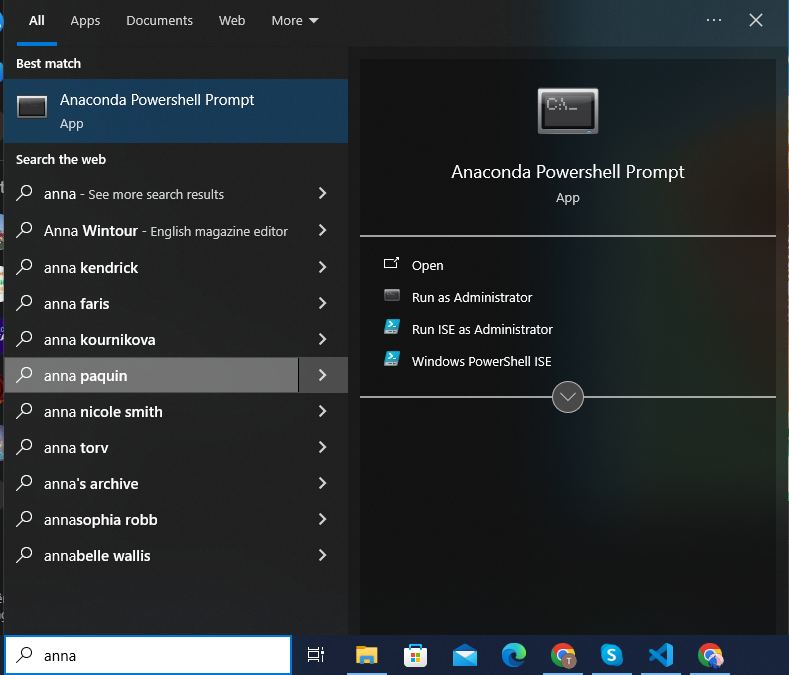 All Apps Documents Web More
Best match
Anaconda Powershell Prompt
App
Search the web
anna - See more search results
Anna Wintour - English magazine editor
anna kendrick
anna faris
anna kournikova
anna paquin
anna nicole smith
anna torv
anna's archive
annasophia robb
annabelle wallis
C:\_
Anaconda Powershell Prompt
App
Open
Run as Administrator
Run ISE as Administrator
Windows PowerShell ISE
anna
T
S